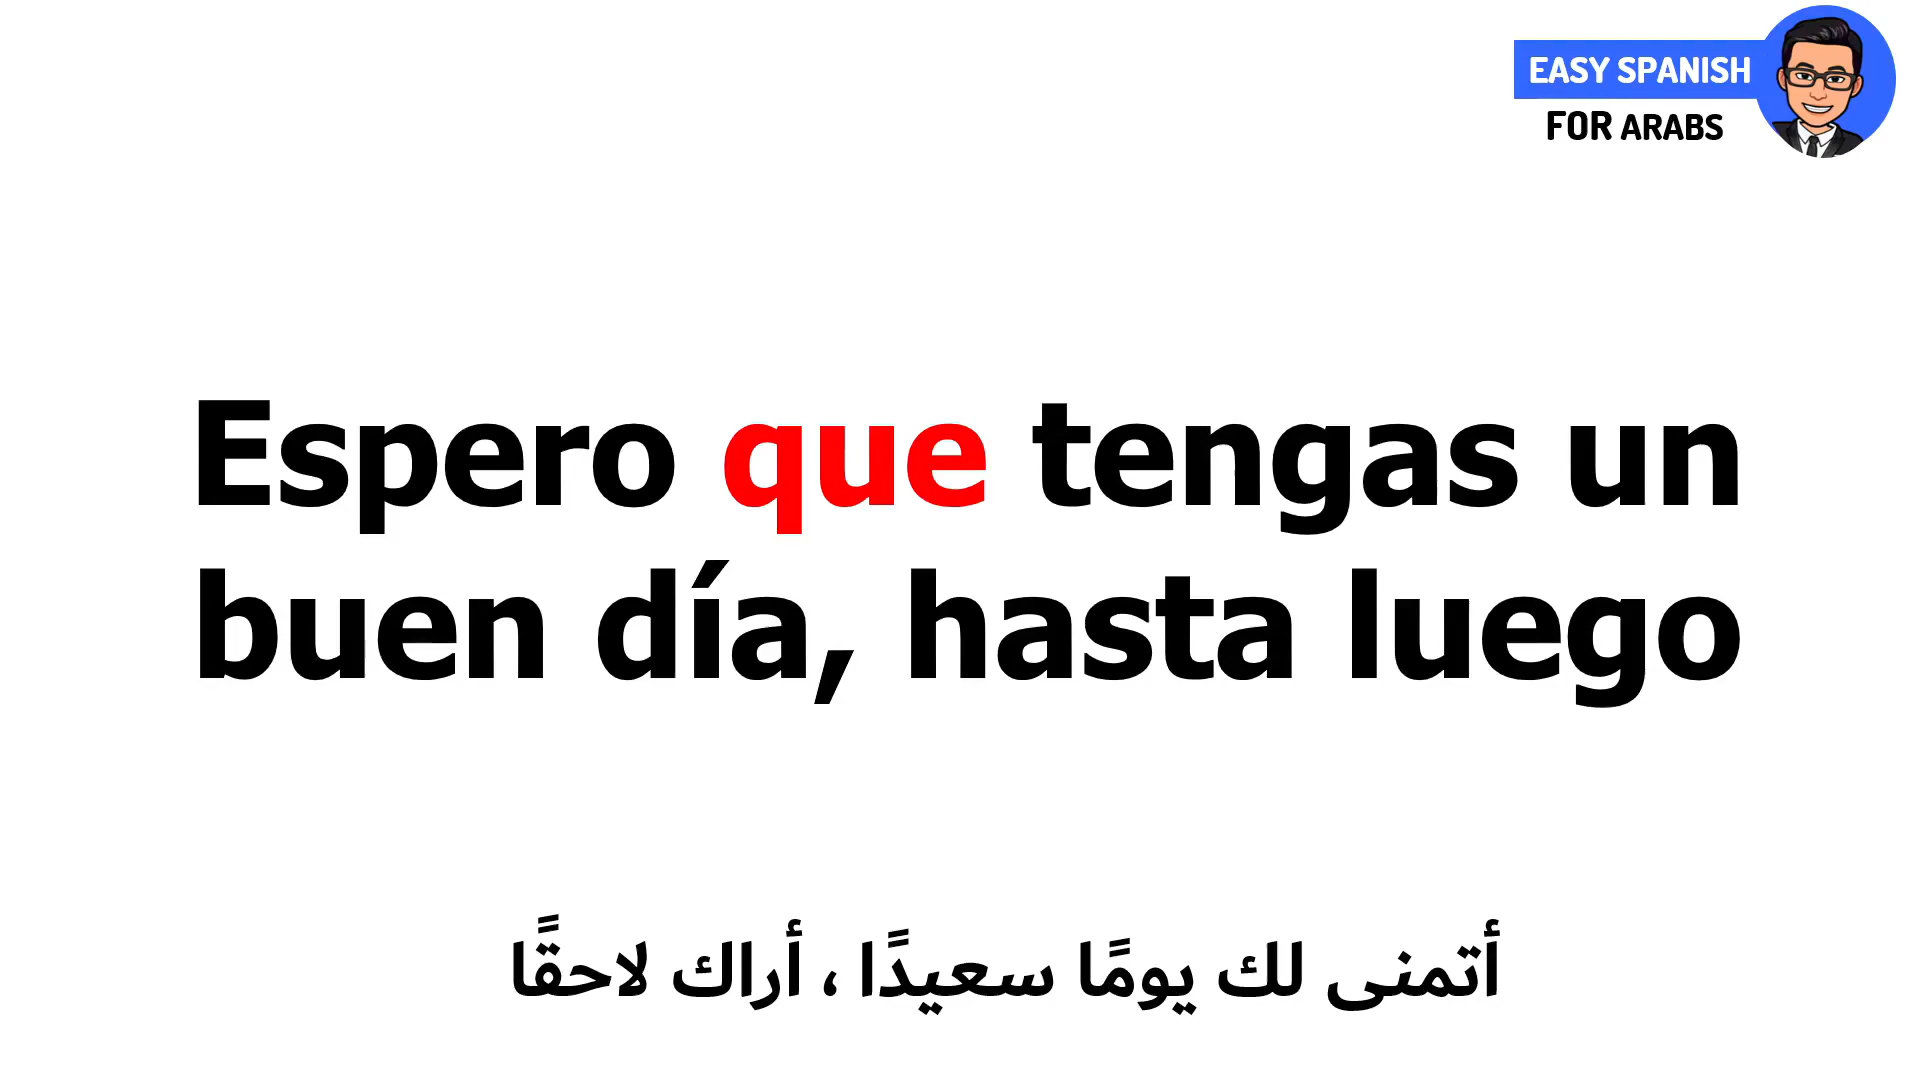 EASY SPANISH
FOR ARABS
Espero que tengas un
buen día, hasta luego
أتمنى لك يومًا سعيدًا ، أراك لاحقًا